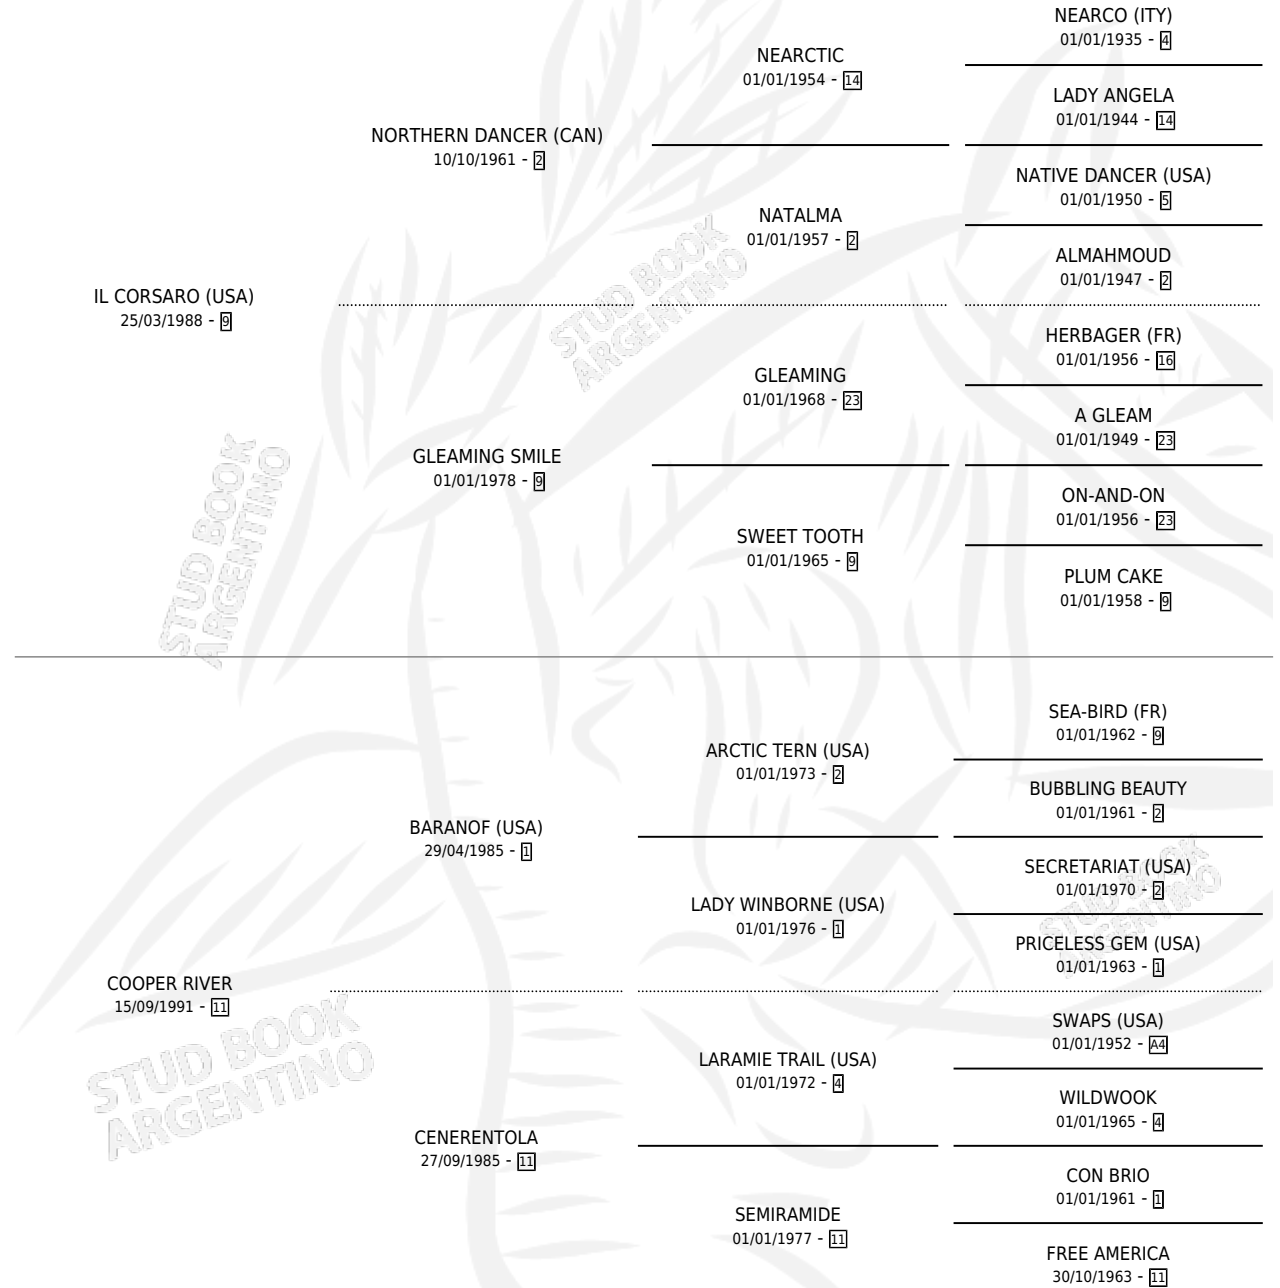 NEARCO (ITY)
01/01/1935 - 4
NEARCTIC
01/01/1954 - 14
LADY ANGELA
01/01/1944 - 14
NORTHERN DANCER (CAN)
10/10/1961 - 2
NATIVE DANCER (USA)
01/01/1950 - 5
NATALMA
01/01/1957 - 2
ALMAHMOUD
01/01/1947 - 2
IL CORSARO (USA)
25/03/1988 - 9
HERBAGER (FR)
01/01/1956 - 16
GLEAMING
01/01/1968 - 23
A GLEAM
01/01/1949 - 23
GLEAMING SMILE
01/01/1978 - 9
ON-AND-ON
01/01/1956 - 23
SWEET TOOTH
01/01/1965 - 9
PLUM CAKE
01/01/1958 - 9
SEA-BIRD (FR)
01/01/1962 - 9
ARCTIC TERN (USA)
01/01/1973 - 2
BUBBLING BEAUTY
01/01/1961 - 2
BARANOF (USA)
29/04/1985 - 1
SECRETARIAT (USA)
01/01/1970 - 2
LADY WINBORNE (USA)
01/01/1976 - 1
PRICELESS GEM (USA)
01/01/1963 - 1
COOPER RIVER
15/09/1991 - 11
SWAPS (USA)
01/01/1952 - A4
LARAMIE TRAIL (USA)
01/01/1972 - 4
WILDWOOK
01/01/1965 - 4
CENERENTOLA
27/09/1985 - 11
CON BRIO
01/01/1961 - 1
SEMIRAMIDE
01/01/1977 - 11
FREE AMERICA
30/10/1963 - 11
STUD BOOK
ARGENTINO
STUD BOOK
ARGENTINO
STUD BOOK
ARGENTINO
STUD BOOK
ARGENTINO